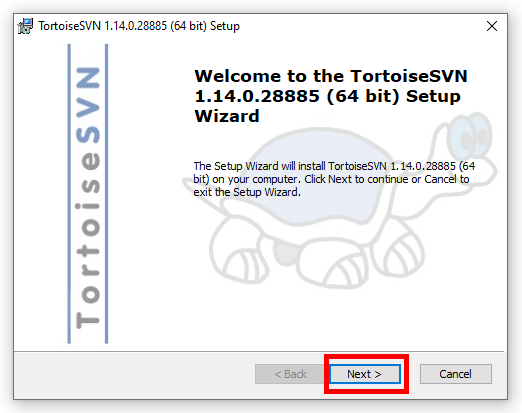 TortoiseSVN 1.14.0.28885 (64 bit) Setup
TortoiseSVN
Welcome to the TortoiseSVN
1.14.0.28885 (64 bit) Setup
Wizard
The Setup Wizard will install TortoiseSVN 1.14.0.28885 (64
bit) on your computer. Click Next to continue or Cancel to
exit the Setup Wizard.
< Back
Next >
Cancel